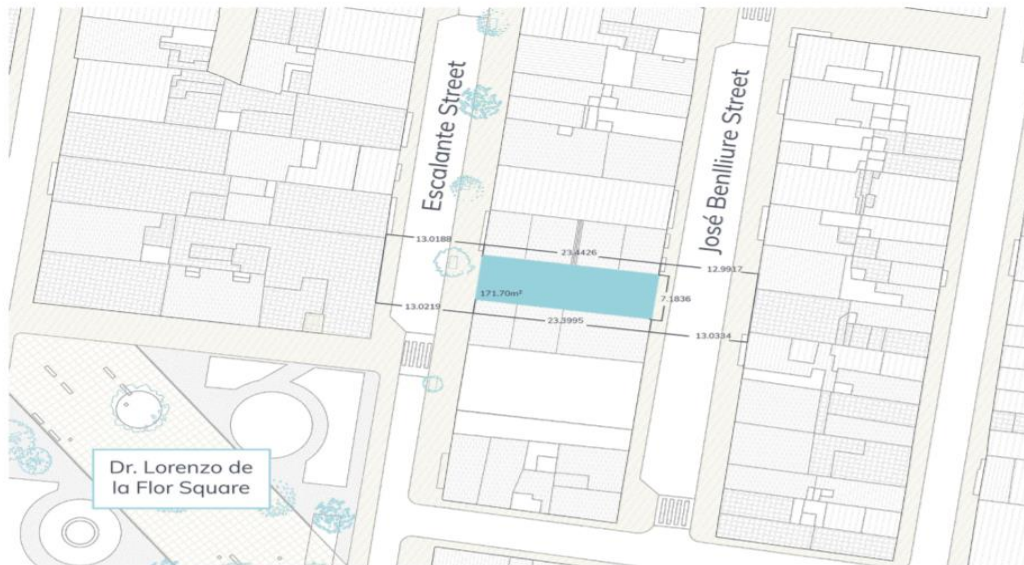 Escalante Street
José Benlliure Street
13.0188
23.4426
12.9917
171.70m²
7.1836
13.0219
23.3995
13.0334
Dr. Lorenzo de
la Flor Square